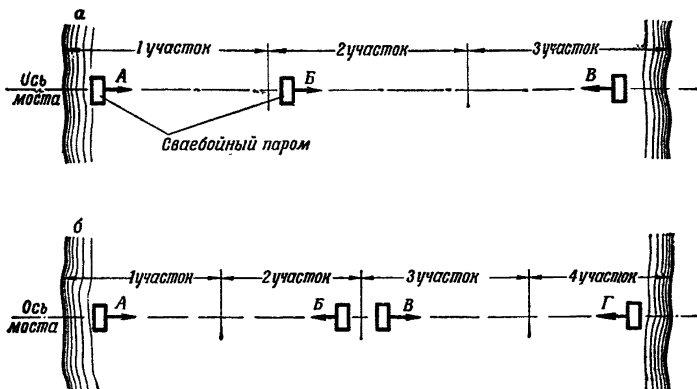 а
1 участок
2 участок
3 участок
Ось
моста
А
Б
В
Сваебойный паром
б
1 участок
2 участок
3 участок
4 участок
Ось
моста
А
Б
В
Г